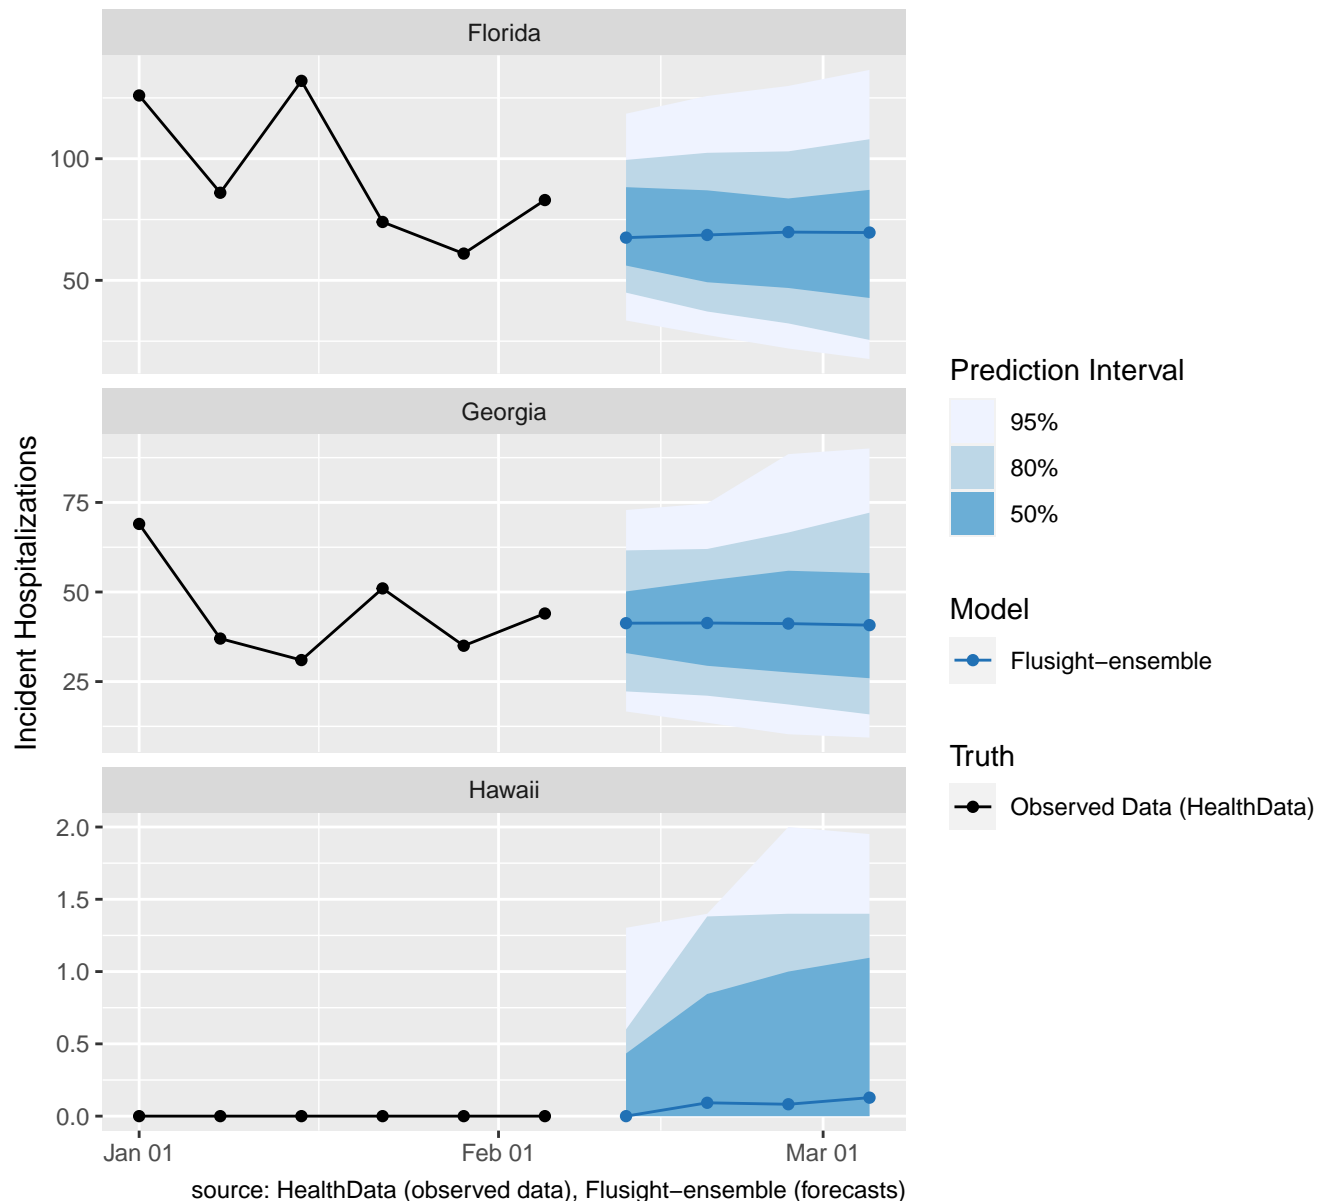 Florida
100
50
Georgia
75
50
25
Hawaii
2.0
1.5
1.0
0.5
0.0
Jan 01
Feb 01
Mar 01
Incident Hospitalizations
source: HealthData (observed data), Flusight−ensemble (forecasts)
Prediction Interval
95%
80%
50%
Model
Flusight−ensemble
Truth
Observed Data (HealthData)